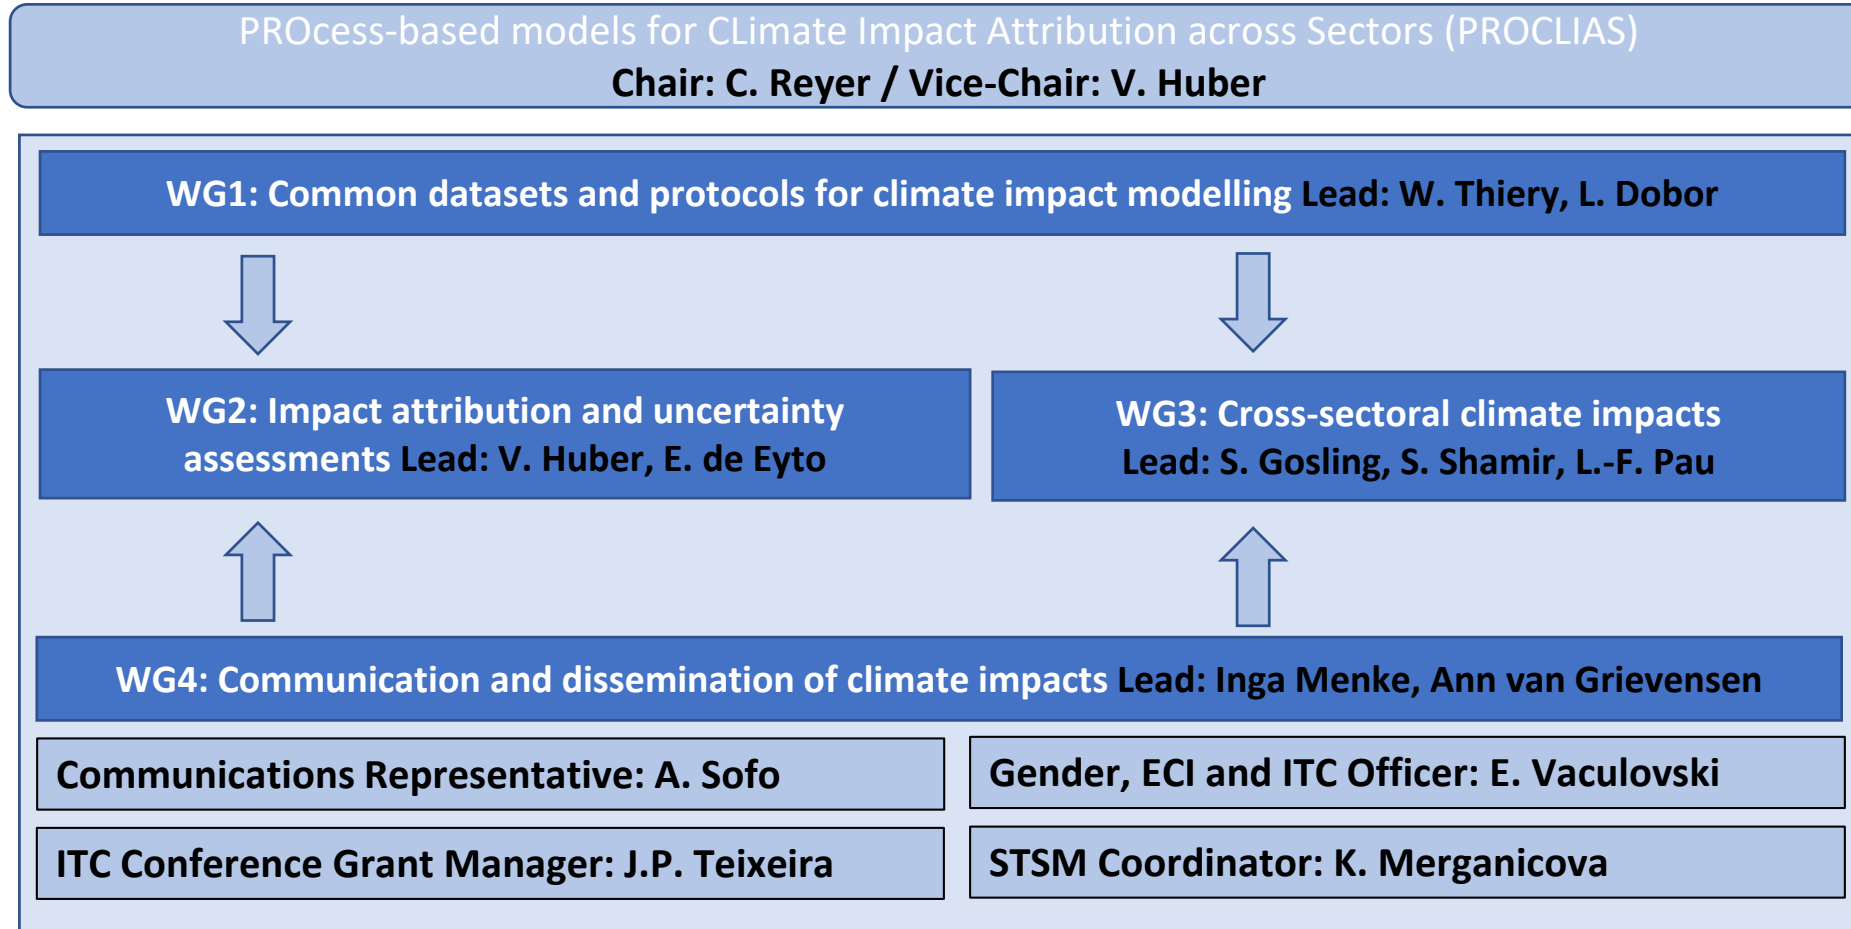 PROcess-based models for CLimate Impact Attribution across Sectors (PROCLIAS)
Chair: C. Reyer / Vice-Chair: V. Huber
WG1: Common datasets and protocols for climate impact modelling Lead: W. Thiery, L. Dobor
WG2: Impact attribution and uncertainty
assessments Lead: V. Huber, E. de Eyto
WG3: Cross-sectoral climate impacts
Lead: S. Gosling, S. Shamir, L.-F. Pau
WG4: Communication and dissemination of climate impacts Lead: Inga Menke, Ann van Grievensen
Communications Representative: A. Sofo
Gender, ECI and ITC Officer: E. Vaculovski
ITC Conference Grant Manager: J.P. Teixeira
STSM Coordinator: K. Merganicova